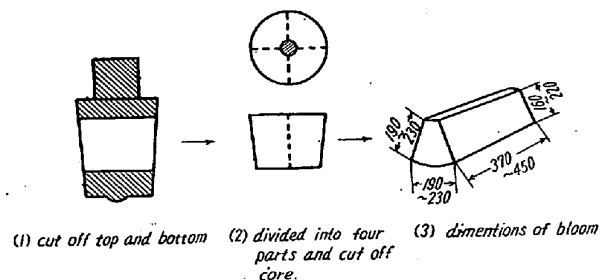 190
~230
160
~220
370
~450
190
~230
(1) cut off top and bottom
(2) divided into four
parts and cut off
core.
(3) dimentions of bloom